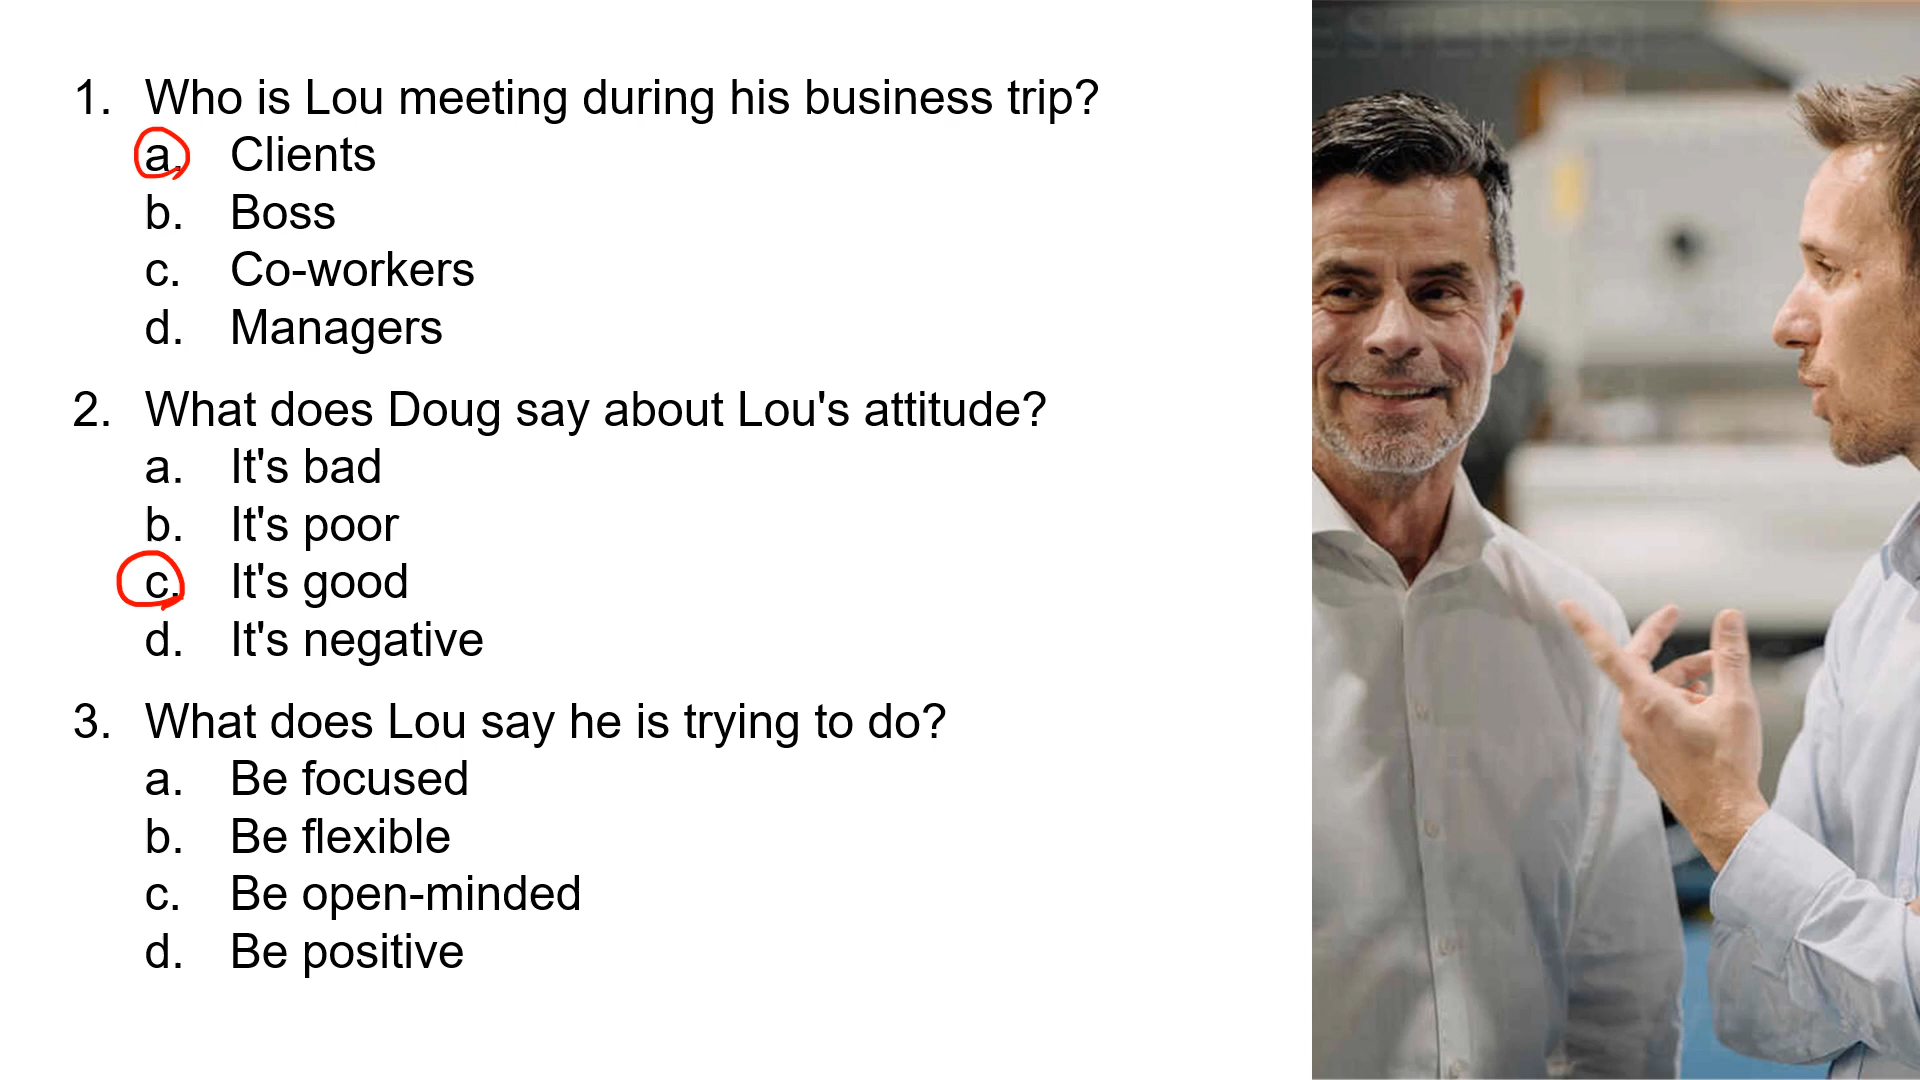 1. Who is Lou meeting during his business trip?
a. Clients
b. Boss
c. Co-workers
d. Managers
2. What does Doug say about Lou's attitude?
a. It's bad
b. It's poor
c. It's good
d. It's negative
3. What does Lou say he is trying to do?
a. Be focused
b. Be flexible
c. Be open-minded
d. Be positive